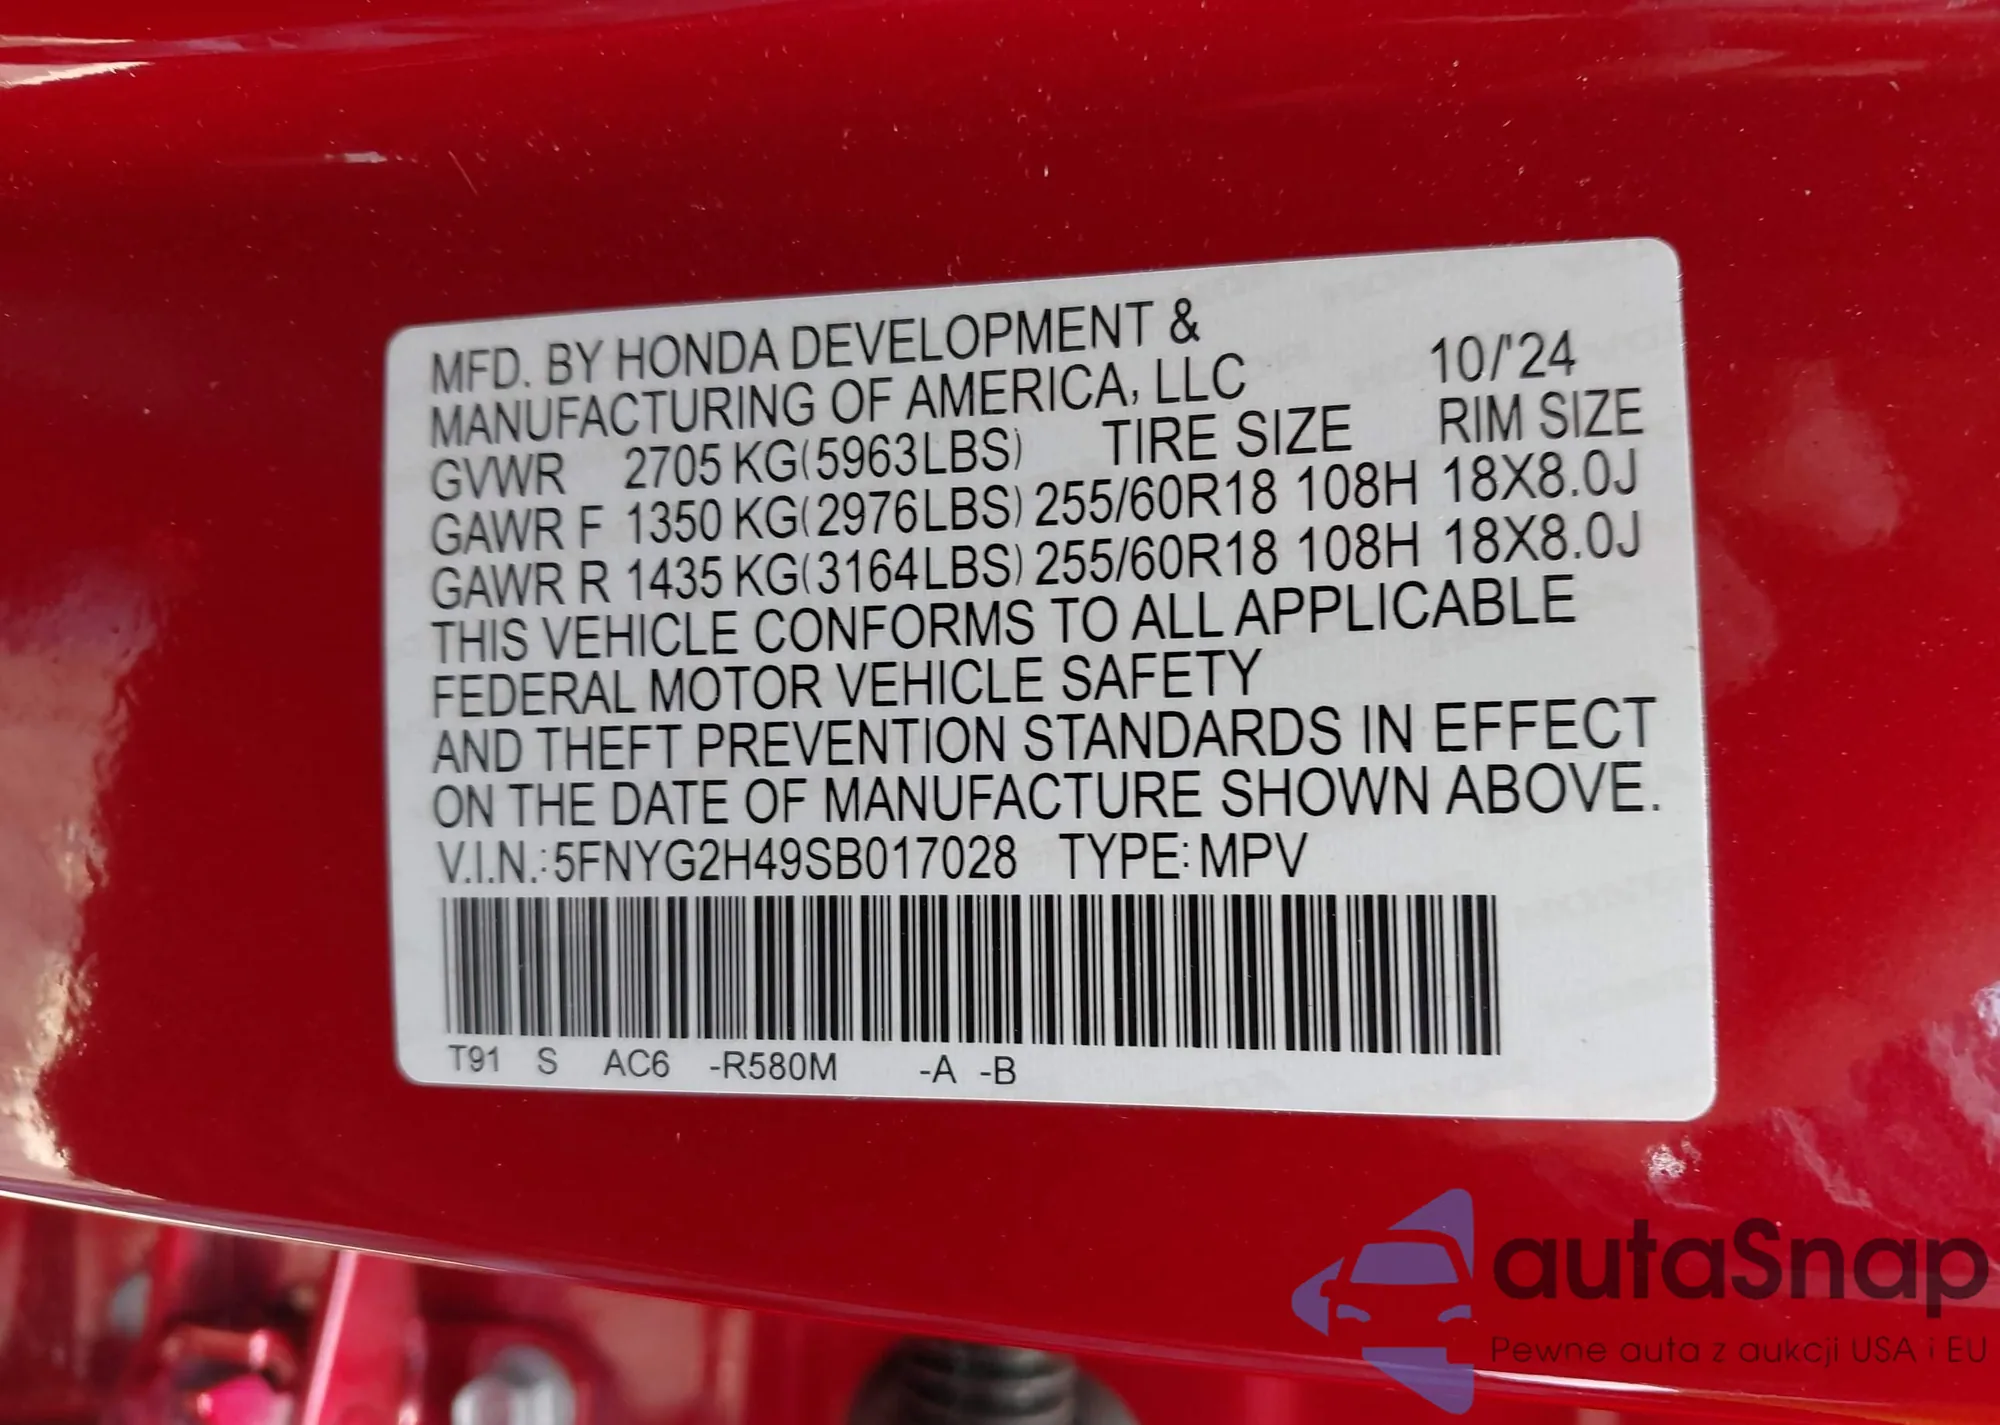 MFD. BY HONDA DEVELOPMENT &
MANUFACTURING OF AMERICA, LLC 10/'24
GVWR 2705 KG(5963LBS) TIRE SIZE RIM SIZE
GAWR F 1350 KG(2976LBS) 255/60R18 108H 18X8.0J
GAWR R 1435 KG(3164LBS) 255/60R18 108H 18X8.0J
THIS VEHICLE CONFORMS TO ALL APPLICABLE
FEDERAL MOTOR VEHICLE SAFETY
AND THEFT PREVENTION STANDARDS IN EFFECT
ON THE DATE OF MANUFACTURE SHOWN ABOVE.
V.I.N.: 5FNYG2H49SB017028 TYPE: MPV
T91 S AC6 -R580M -A -B
autaSnap
Pewne auta z aukcji USA i EU